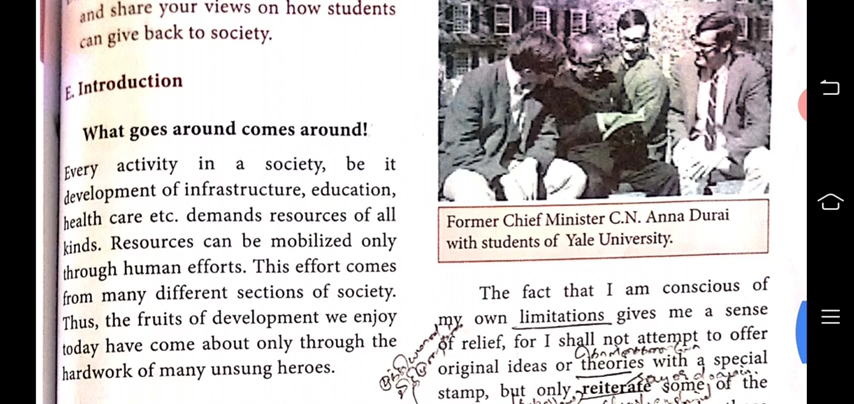 and share your views on how students
can give back to society.
E. Introduction
What goes around comes around!
Every activity in a society, be it
development of infrastructure, education,
health care etc. demands resources of all
kinds. Resources can be mobilized only
through human efforts. This effort comes
from many different sections of society.
Thus, the fruits of development we enjoy
today have come about only through the
hardwork of many unsung heroes.
Former Chief Minister C.N. Anna Durai
with students of Yale University.
The fact that I am conscious of
my own limitations gives me a sense
of relief, for I shall not attempt to offer
original ideas or theories with a special
stamp, but only reiterate some of the